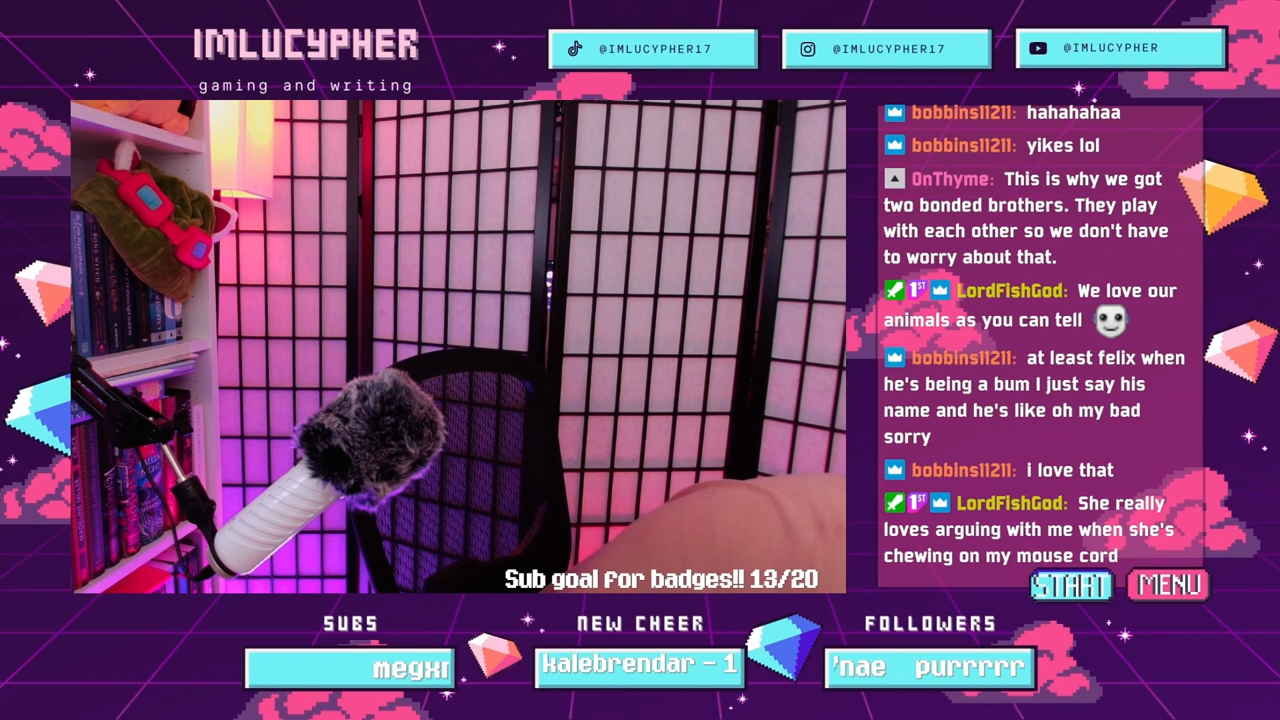 IMLUCYPHER
gaming and writing
@IMLUCYPHER17
@IMLUCYPHER17
@IMLUCYPHER
bobbins11211: hahahahaa
bobbins11211: yikes lol
OnThyme: This is why we got
two bonded brothers. They play
with each other so we don't have
to worry about that.
1ST LordFishGod: We love our
animals as you can tell
bobbins11211: at least felix when
he's being a bum I just say his
name and he's like oh my bad
sorry
bobbins11211: i love that
1ST LordFishGod: She really
loves arguing with me when she's
chewing on my mouse cord
Sub goal for badges!! 13/20
START
MENU
SUBS
NEW CHEER
FOLLOWERS
kalebrendar - 1
'nae purrrrr